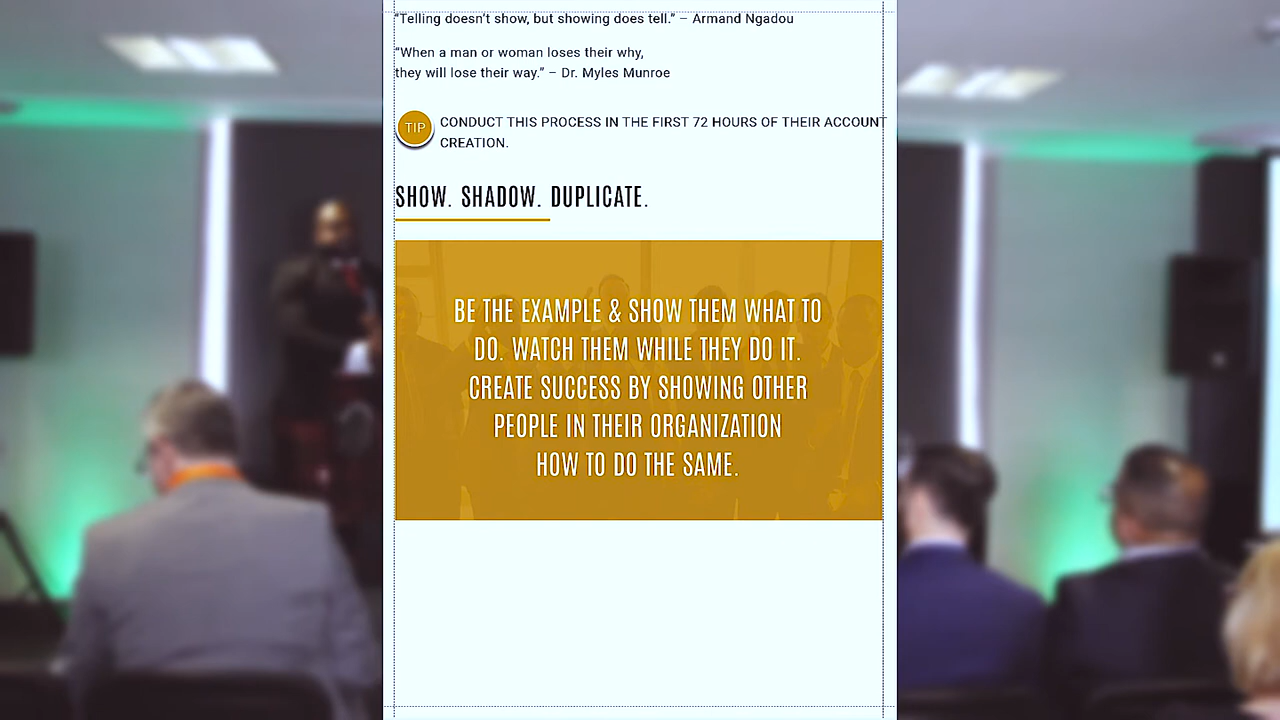 “Telling doesn’t show, but showing does tell.” – Armand Ngadou
“When a man or woman loses their why,
they will lose their way.” – Dr. Myles Munroe
TIP
CONDUCT THIS PROCESS IN THE FIRST 72 HOURS OF THEIR ACCOUNT
CREATION.
SHOW. SHADOW. DUPLICATE.
BE THE EXAMPLE & SHOW THEM WHAT TO
DO. WATCH THEM WHILE THEY DO IT.
CREATE SUCCESS BY SHOWING OTHER
PEOPLE IN THEIR ORGANIZATION
HOW TO DO THE SAME.